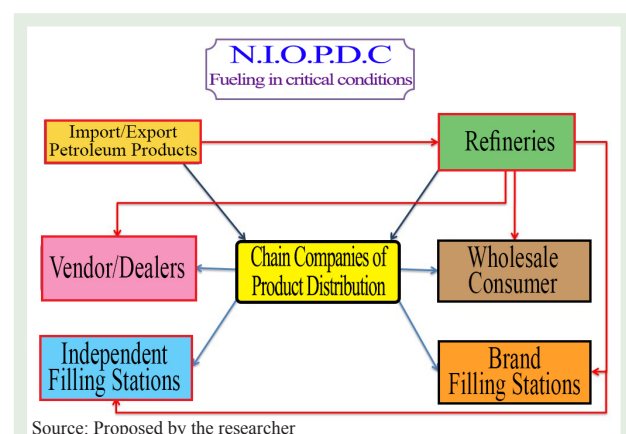 N.I.O.P.D.C
Fueling in critical conditions
Import/Export
Petroleum Products
Refineries
Vendor/Dealers
Chain Companies of
Product Distribution
Wholesale
Consumer
Independent
Filling Stations
Brand
Filling Stations
Source: Proposed by the researcher